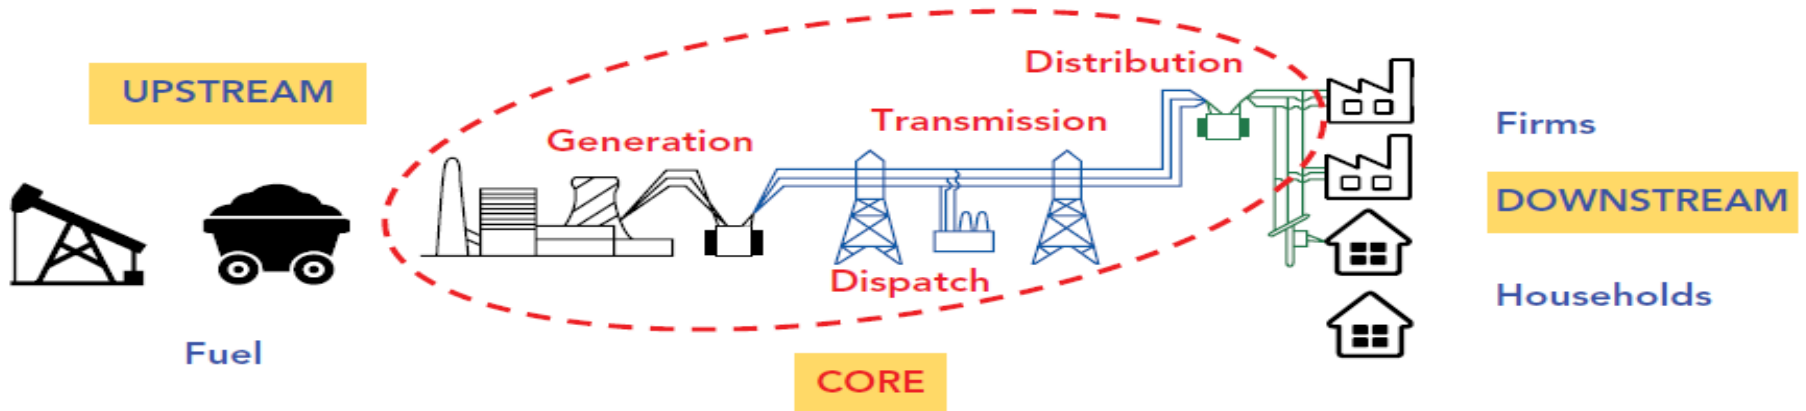 UPSTREAM
Fuel
Generation
Transmission
Distribution
Dispatch
CORE
Firms
DOWNSTREAM
Households